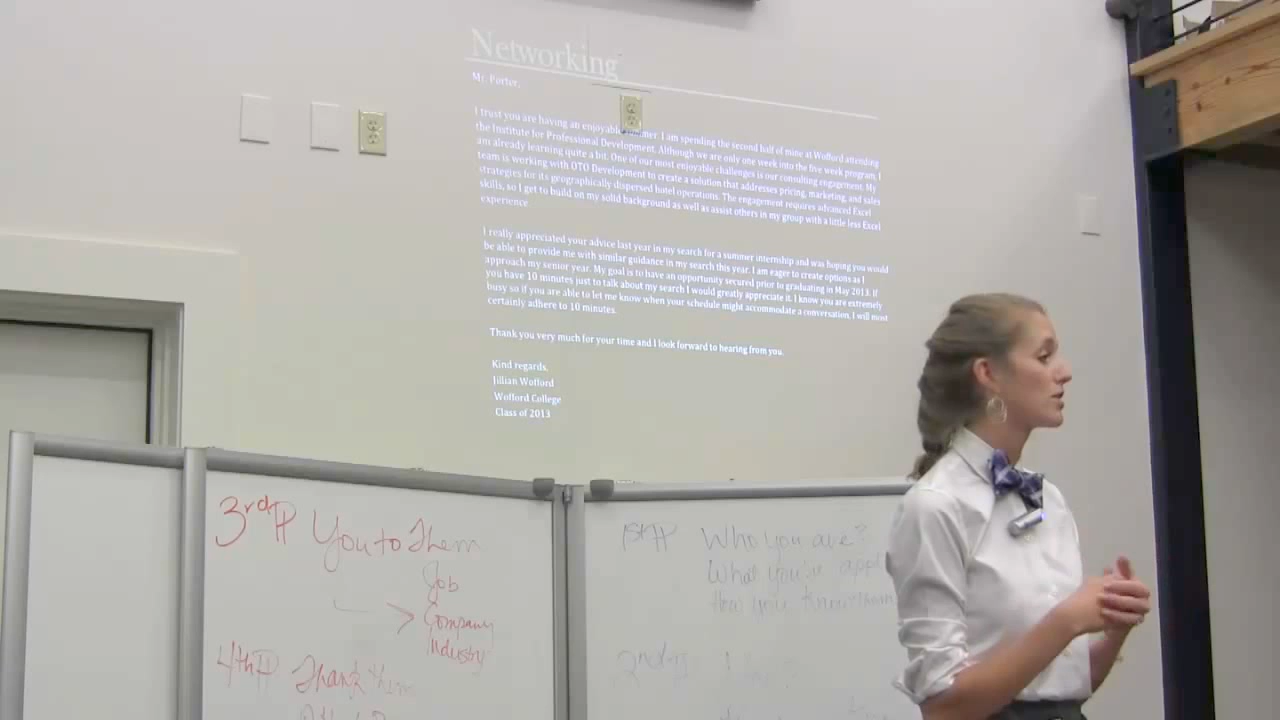 Networking
Mr. Porter,
I trust you are having an enjoyable summer. I am spending the second half of mine at Wofford attending
the Institute for Professional Development. Although we are only one week into the five week program, I
am already learning quite a bit. One of our most enjoyable challenges is our consulting engagement. My
team is working with OTO Development to create a solution that addresses pricing, marketing, and sales
strategies for its geographically dispersed hotel operations. The engagement requires advanced Excel
skills, so I get to build on my solid background as well as assist others in my group with a little less Excel
experience
I really appreciated your advice last year in my search for a summer internship and was hoping you would
be able to provide me with similar guidance in my search this year. I am eager to create options as I
approach my senior year. My goal is to have an opportunity secured prior to graduating in May 2013. If
you have 10 minutes just to talk about my search I would greatly appreciate it. I know you are extremely
busy so if you are able to let me know when your schedule might accommodate a conversation, I will most
certainly adhere to 10 minutes.
Thank you very much for your time and I look forward to hearing from you.
Kind regards,
Jillian Wofford
Wofford College
Class of 2013
3rd P You to Them
Job
> Company
Industry
4th P Thank them
1st P Who you are?
What you're
How you know them
2nd